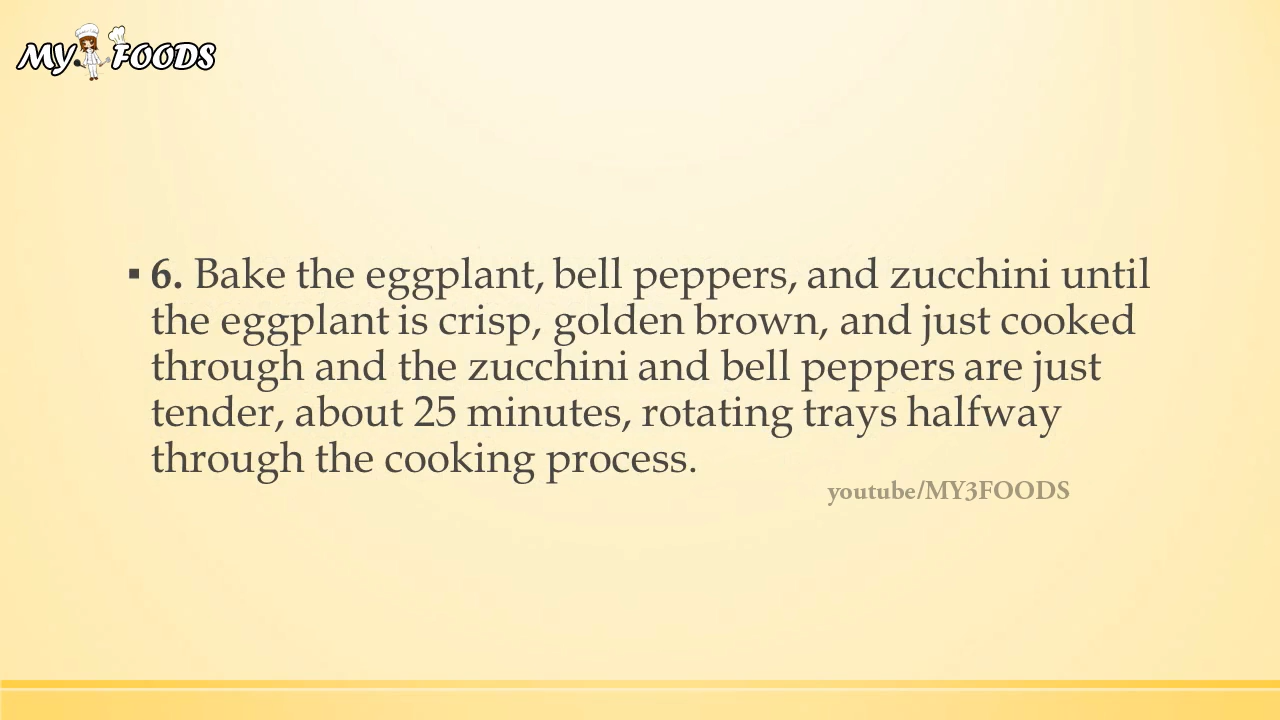 MY FOODS
▪ 6. Bake the eggplant, bell peppers, and zucchini until
the eggplant is crisp, golden brown, and just cooked
through and the zucchini and bell peppers are just
tender, about 25 minutes, rotating trays halfway
through the cooking process.
youtube/MY3FOODS